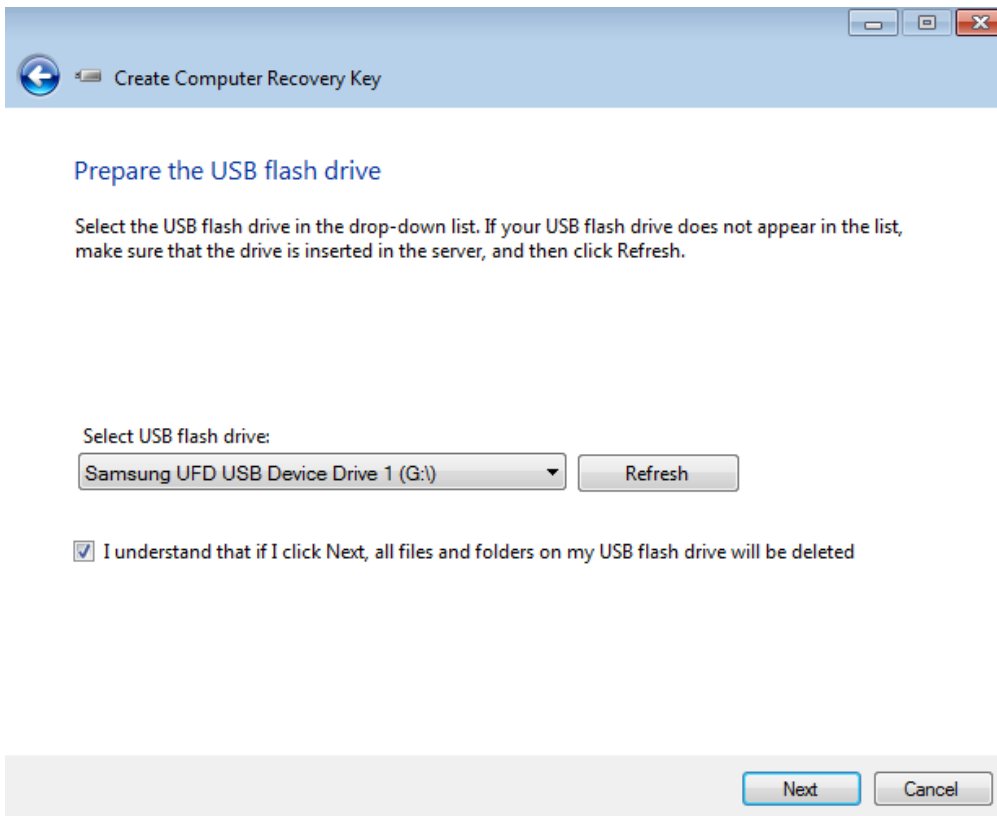 Create Computer Recovery Key
Prepare the USB flash drive
Select the USB flash drive in the drop-down list. If your USB flash drive does not appear in the list,
make sure that the drive is inserted in the server, and then click Refresh.
Select USB flash drive:
Samsung UFD USB Device Drive 1 (G:\)
Refresh
I understand that if I click Next, all files and folders on my USB flash drive will be deleted
Next
Cancel